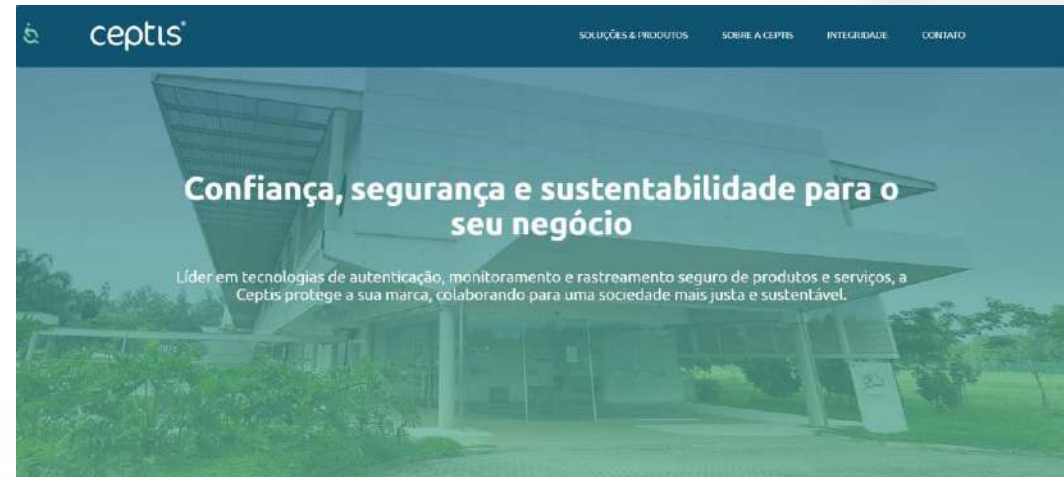 ceptis
SOLUÇÕES & PRODUTOS
SOBRE A CEPTIS
INTEGRIDADE
CONTATO
Confiança, segurança e sustentabilidade para o
seu negócio
Líder em tecnologias de autenticação, monitoramento e rastreamento seguro de produtos e serviços, a
Ceptis protege a sua marca, colaborando para uma sociedade mais justa e sustentável.